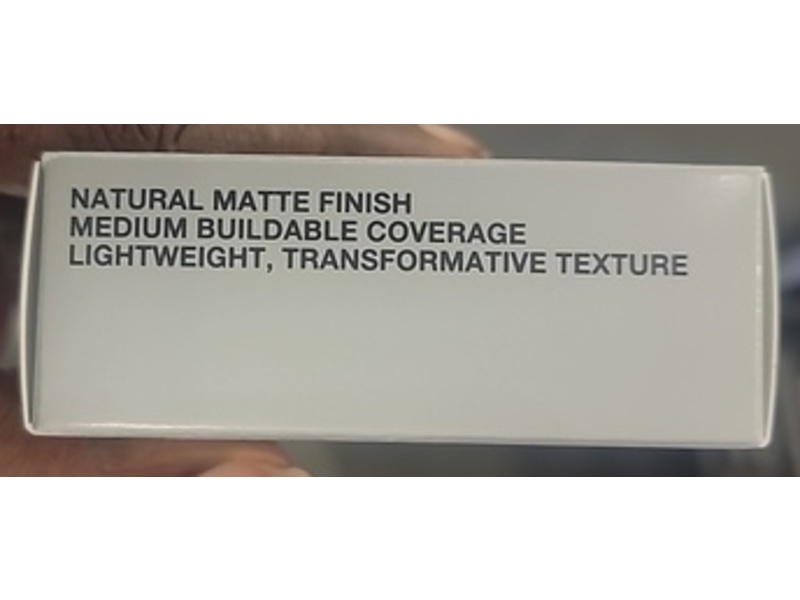 NATURAL MATTE FINISH
MEDIUM BUILDABLE COVERAGE
LIGHTWEIGHT, TRANSFORMATIVE TEXTURE